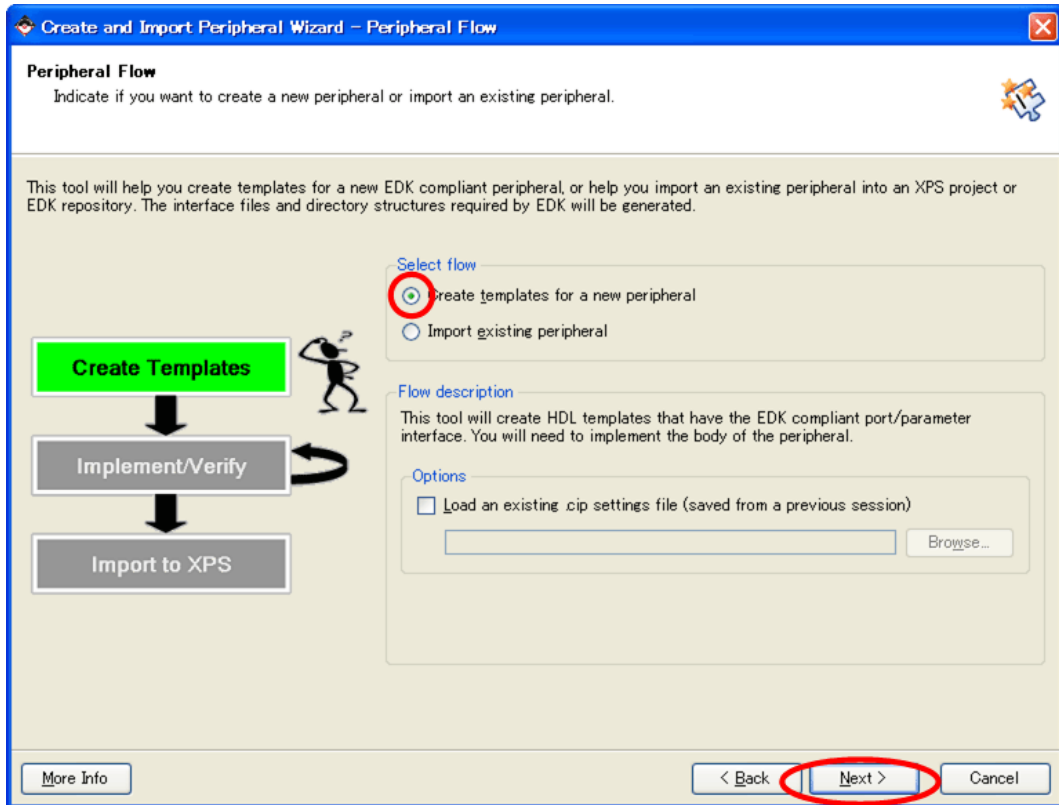 Create and Import Peripheral Wizard - Peripheral Flow
Peripheral Flow
Indicate if you want to create a new peripheral or import an existing peripheral.
This tool will help you create templates for a new EDK compliant peripheral, or help you import an existing peripheral into an XPS project or
EDK repository. The interface files and directory structures required by EDK will be generated.
Select flow
Create templates for a new peripheral
Import existing peripheral
Create Templates
Implement/Verify
Import to XPS
Flow description
This tool will create HDL templates that have the EDK compliant port/parameter
interface. You will need to implement the body of the peripheral.
Options
Load an existing .cip settings file (saved from a previous session)
Browse...
More Info
< Back
Next >
Cancel